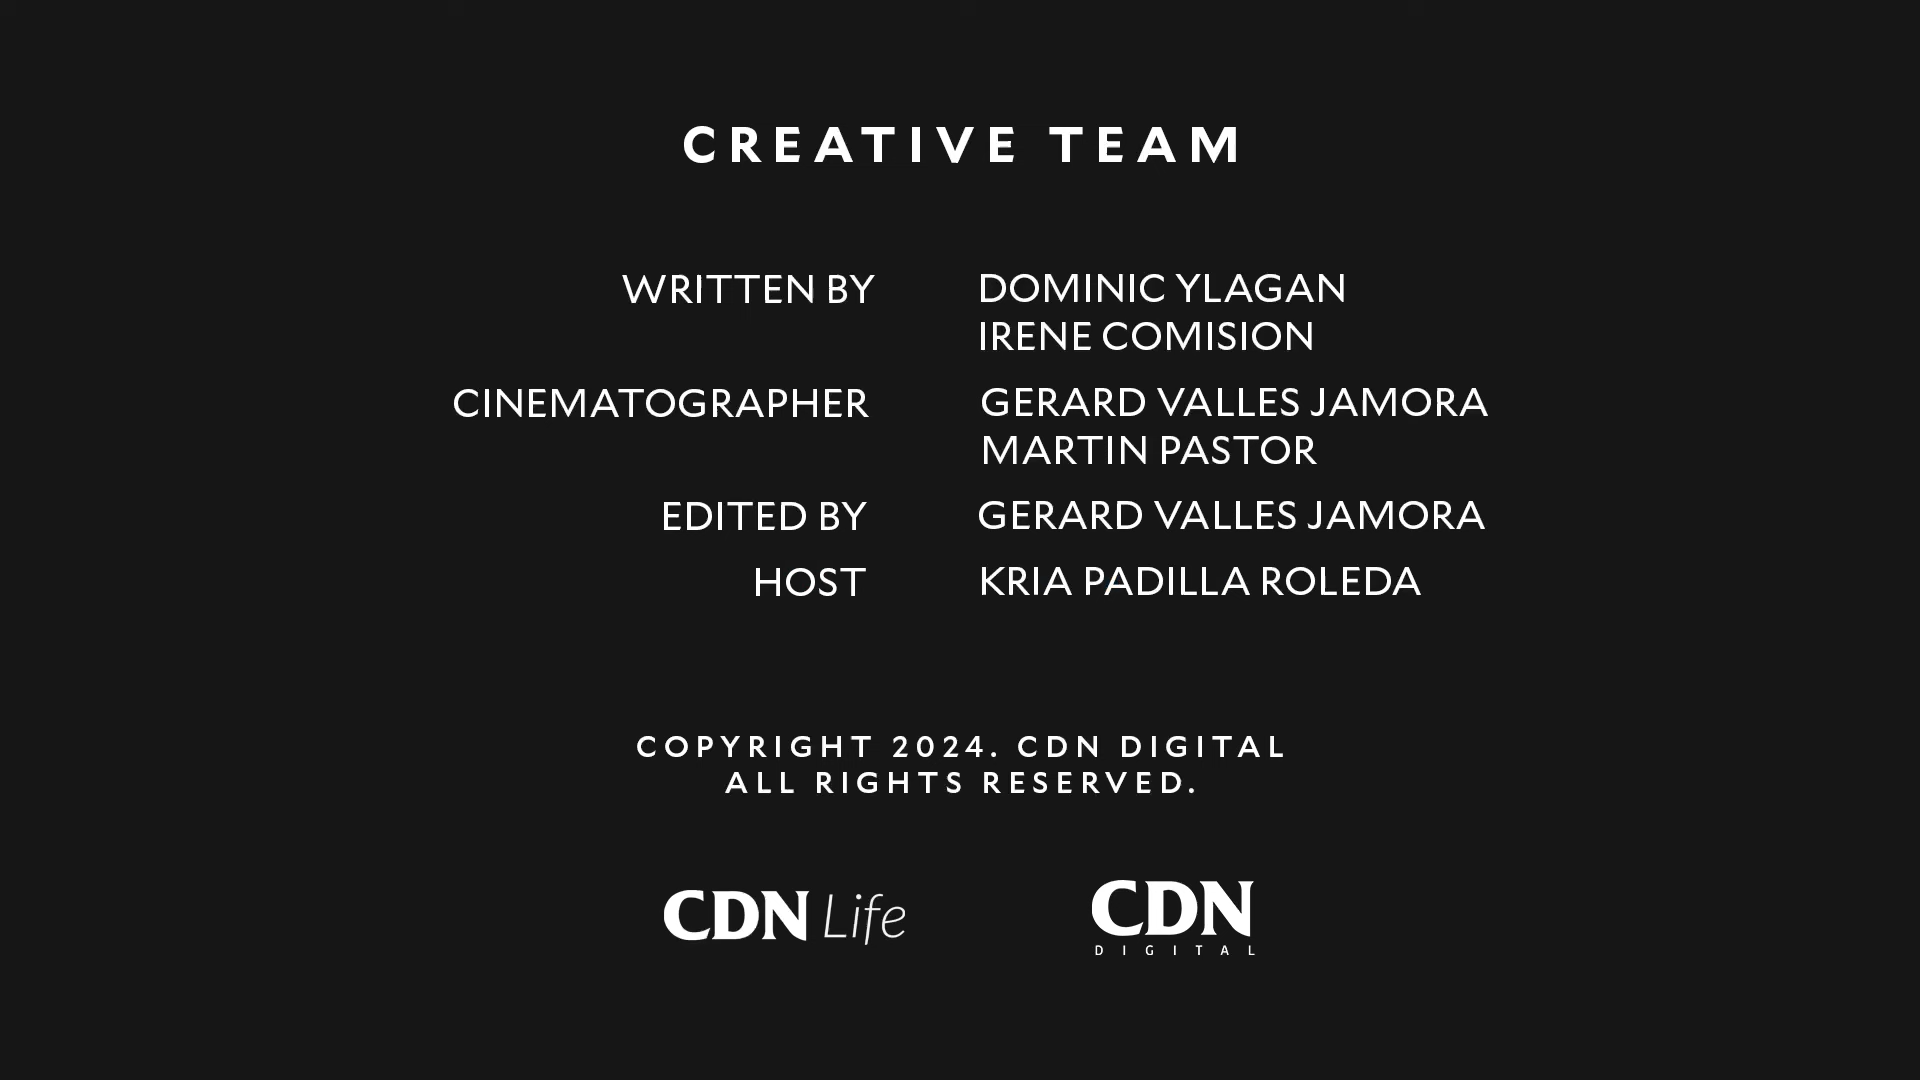 CREATIVE TEAM
WRITTEN BY DOMINIC YLAGAN
IRENE COMISION
CINEMATOGRAPHER GERARD VALLES JAMORA
MARTIN PASTOR
EDITED BY GERARD VALLES JAMORA
HOST KRIA PADILLA ROLEDA
COPYRIGHT 2024. CDN DIGITAL
ALL RIGHTS RESERVED.
CDN Life
CDN
DIGITAL